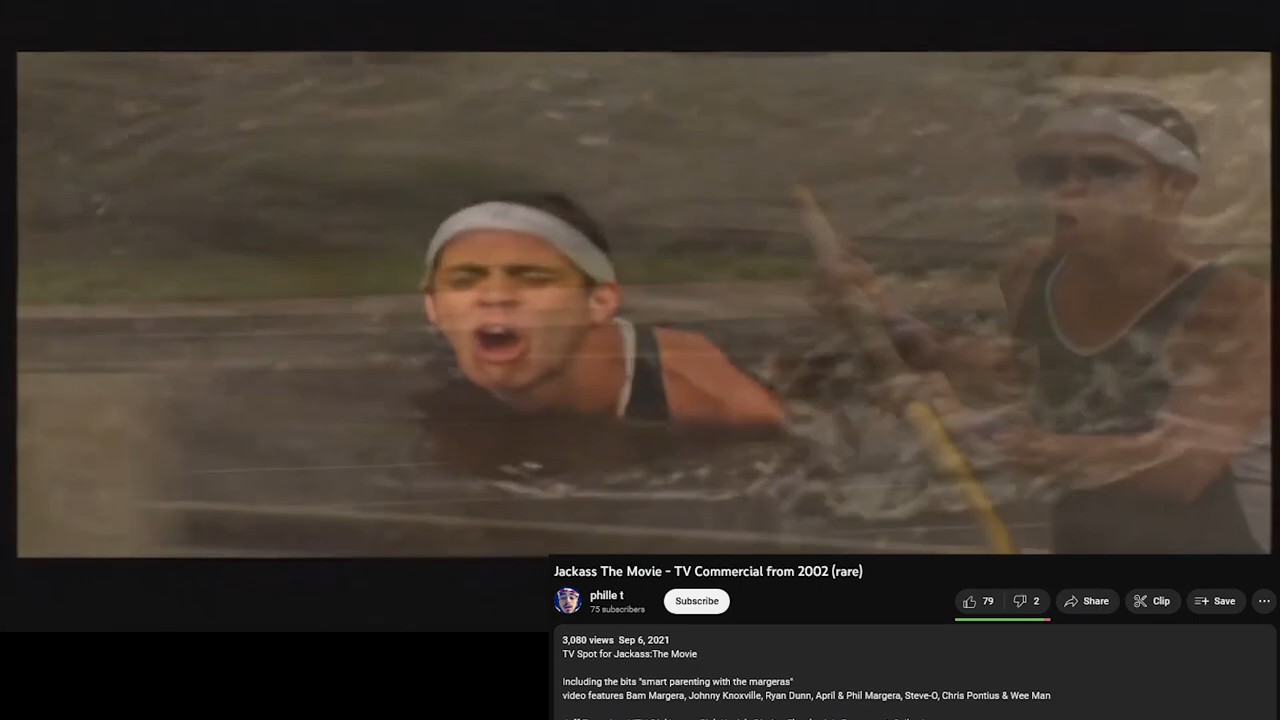 Jackass The Movie - TV Commercial from 2002 (rare)
phille t
75 subscribers
Subscribe
79
2
Share
Clip
Save
3,080 views Sep 6, 2021
TV Spot for Jackass:The Movie
Including the bits "smart parenting with the margeras"
video features Bam Margera, Johnny Knoxville, Ryan Dunn, April & Phil Margera, Steve-O, Chris Pontius & Wee Man